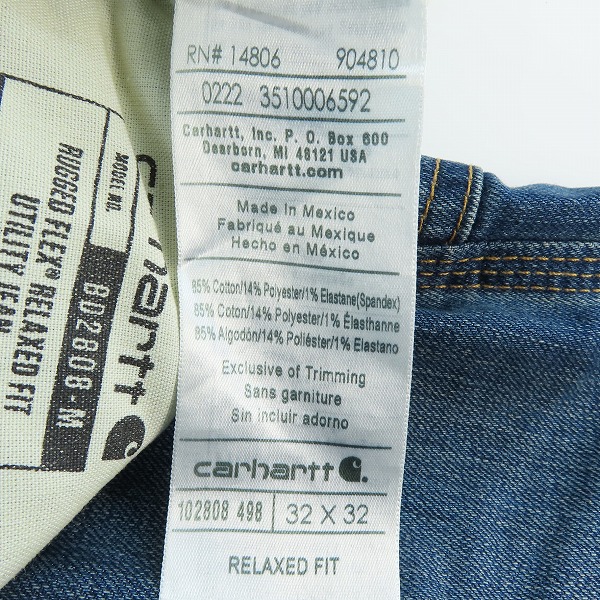 RN# 14806 904810
0222 3510006592
Carhartt, Inc. P. O. Box 600
Dearborn, MI 48121 USA
carhartt.com
Made in Mexico
Fabriqué au Mexique
Hecho en México
85% Cotton/14% Polyester/1% Elastane(Spandex)
85% Coton/14% Polyester/1% Élasthanne
85% Algodón/14% Poliéster/1% Elastano
Exclusive of Trimming
Sans garniture
Sin incluir adorno
carhartt
102808 498 32 X 32
RELAXED FIT
carhartt
MODEL NO. 802808-M
RUGGED FLEX® RELAXED FIT
UTILITY JEAN